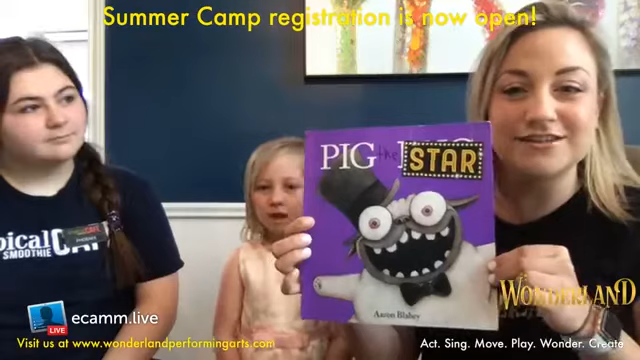 Summer Camp registration is now open!
PIG the STAR
Aaron Blabey
SMOOTHIE
WONDERLAND
ecamm.live
LIVE
Visit us at www.wonderlandperformingarts.com
Act. Sing. Move. Play. Wonder. Create